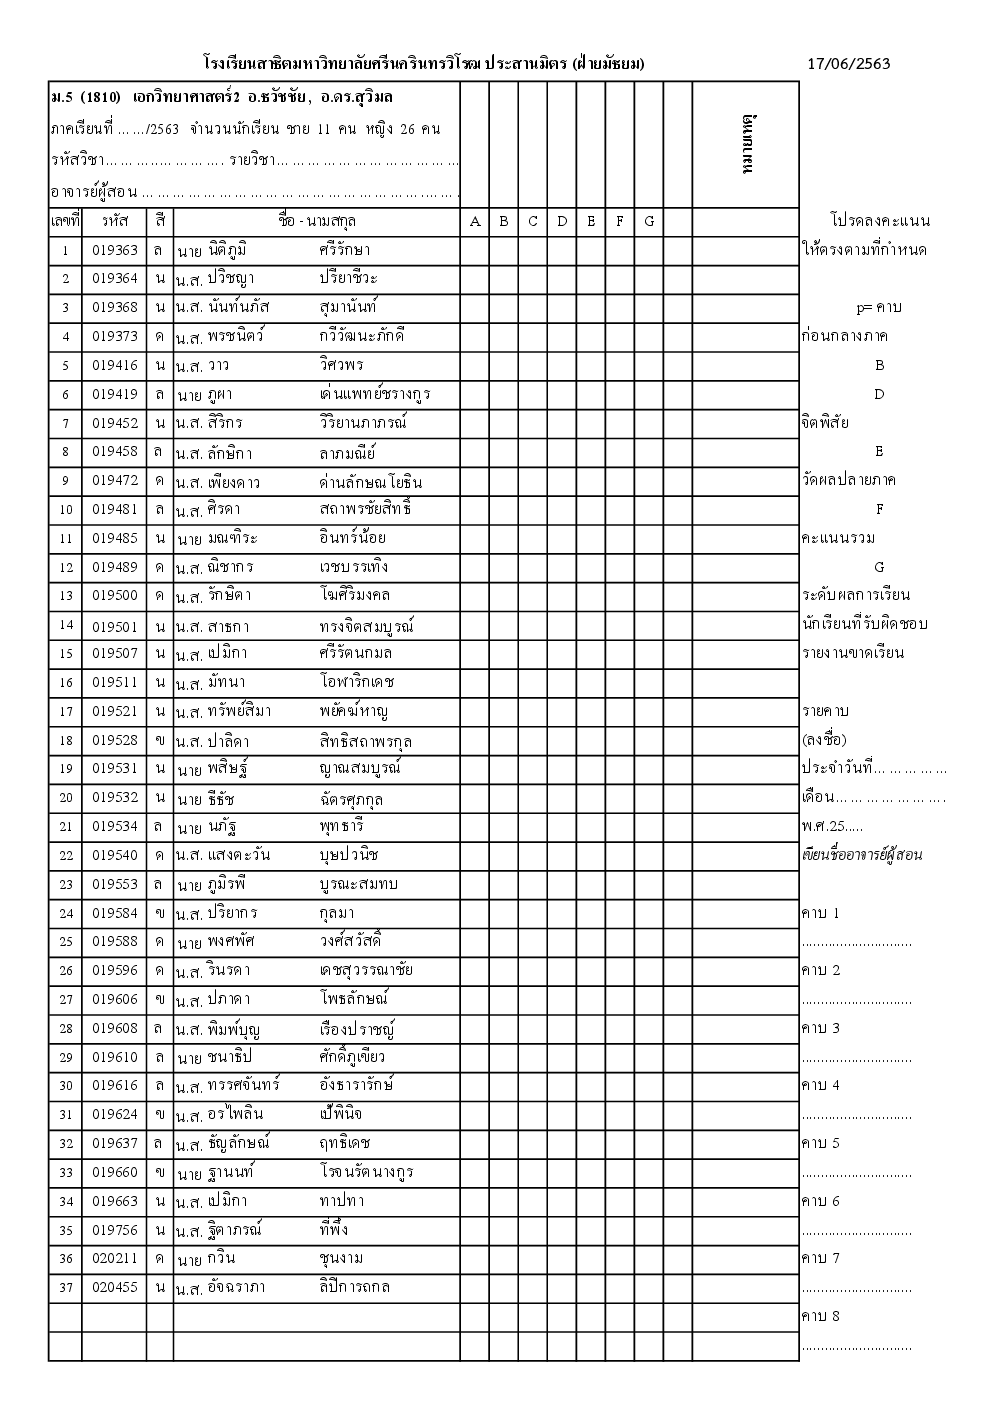 โรงเรียนสาธิตมหาวิทยาลัยศรีนครินทรวิโรฒ ประสานมิตร (ฝ่ายมัธยม) 17/06/2563
ม.5 (1810) เอกวิทยาศาสตร์2 อ.ธวัชชัย, อ.ดร.สุวิมล
ภาคเรียนที่ ....../2563 จำนวนนักเรียน ชาย 11 คน หญิง 26 คน
หมายเหตุ
รหัสวิชา........................ รายวิชา....................................
อาจารย์ผู้สอน ............................................................
เลขที่ รหัส สี ชื่อ - นามสกุล A B C D E F G โปรดลงคะแนน
1 019363 ล นาย นิติภูมิ ศรีรักษา ให้ตรงตามที่กำหนด
2 019364 น น.ส. ปวิชญา ปรียาชีวะ
3 019368 น น.ส. นันท์นภัส สุมานันท์ p= คาบ
4 019373 ด น.ส. พรชนิตว์ กวีวัฒนะภักดี ก่อนกลางภาค
5 019416 น น.ส. วาว วิศวพร B
6 019419 ล นาย ภูผา เด่นแพทย์ชรางกูร D
7 019452 น น.ส. สิริกร วิริยานภาภรณ์ จิตพิสัย
8 019458 ล น.ส. ลักษิกา ลาภมณีย์ E
9 019472 ด น.ส. เพียงดาว ด่านลักษณโยธิน วัดผลปลายภาค
10 019481 ล น.ส. ศิรดา สถาพรชัยสิทธิ์ F
11 019485 น นาย มณฑิระ อินทร์น้อย คะแนนรวม
12 019489 ด น.ส. ณิชากร เวชบรรเทิง G
13 019500 ด น.ส. รักษิตา โฆศิริมงคล ระดับผลการเรียน
14 019501 น น.ส. สาธกา ทรงจิตสมบูรณ์ นักเรียนที่รับผิดชอบ
15 019507 น น.ส. เปมิกา ศรีรัตนกมล รายงานขาดเรียน
16 019511 น น.ส. มัทนา โอฬาริกเดช
17 019521 น น.ส. ทรัพย์สิมา พยัคฆ์หาญ รายคาบ
18 019528 ข น.ส. ปาลิดา สิทธิสถาพรกุล (ลงชื่อ)
19 019531 น นาย พสิษฐ์ ญาณสมบูรณ์ ประจำวันที่...............
20 019532 น นาย ธีธัช ฉัตรศุภกุล เดือน......................
21 019534 ล นาย นภัฐ พุทธารี พ.ศ.25.....
22 019540 ด น.ส. แสงตะวัน บุษปวนิช เขียนชื่ออาจารย์ผู้สอน
23 019553 ล นาย ภูมิรพี บูรณะสมทบ
24 019584 ข น.ส. ปริยากร กุลมา คาบ 1
25 019588 ด นาย พงศพัศ วงศ์สวัสดิ์ .............................
26 019596 ด น.ส. รินรดา เดชสุวรรณาชัย คาบ 2
27 019606 ข น.ส. ปภาดา โพธลักษณ์ .............................
28 019608 ล น.ส. พิมพ์บุญ เรืองปราชญ์ คาบ 3
29 019610 ล นาย ชนาธิป ศักดิ์ภูเขียว .............................
30 019616 ล น.ส. ทรรศจันทร์ อังธารารักษ์ คาบ 4
31 019624 ข น.ส. อรไพลิน เป้พินิจ .............................
32 019637 ล น.ส. ธัญลักษณ์ ฤทธิเดช คาบ 5
33 019660 ข นาย ฐานนท์ โรจนรัตนางกูร .............................
34 019663 น น.ส. เปมิกา ทาปทา คาบ 6
35 019756 น น.ส. ฐิตาภรณ์ ที่พึ่ง .............................
36 020211 ด นาย กวิน ชุนงาม คาบ 7
37 020455 น น.ส. อัจฉราภา ลิปิการถกล .............................
คาบ 8
.............................